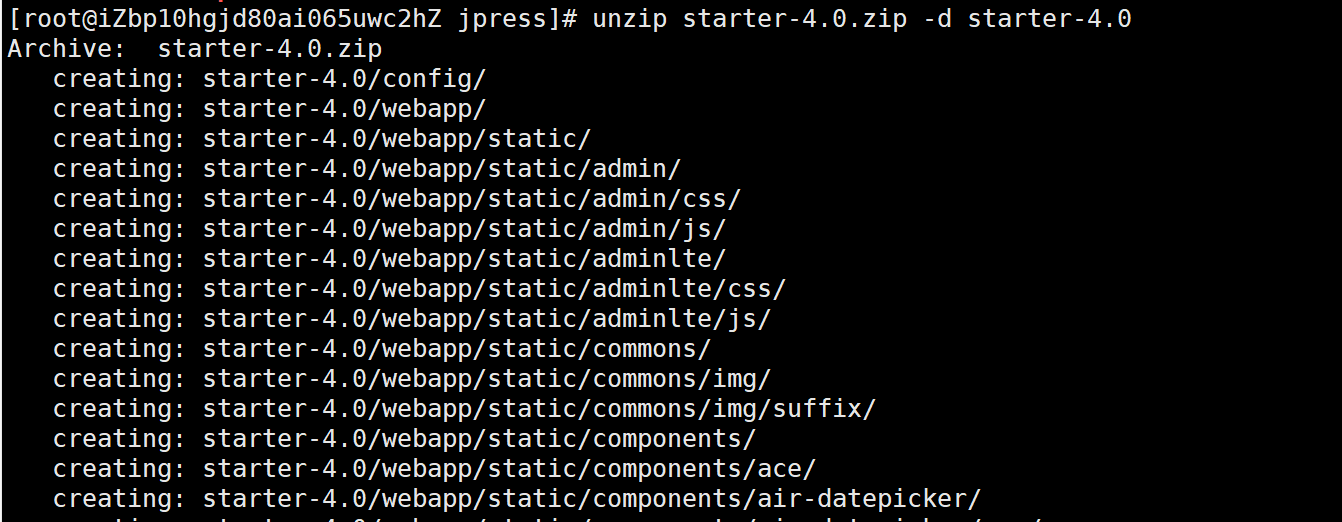 [root@iZbp10hgjd80ai065uwc2hZ jpress]# unzip starter-4.0.zip -d starter-4.0
Archive:  starter-4.0.zip
   creating: starter-4.0/config/
   creating: starter-4.0/webapp/
   creating: starter-4.0/webapp/static/
   creating: starter-4.0/webapp/static/admin/
   creating: starter-4.0/webapp/static/admin/css/
   creating: starter-4.0/webapp/static/admin/js/
   creating: starter-4.0/webapp/static/adminlte/
   creating: starter-4.0/webapp/static/adminlte/css/
   creating: starter-4.0/webapp/static/adminlte/js/
   creating: starter-4.0/webapp/static/commons/
   creating: starter-4.0/webapp/static/commons/img/
   creating: starter-4.0/webapp/static/commons/img/suffix/
   creating: starter-4.0/webapp/static/components/
   creating: starter-4.0/webapp/static/components/ace/
   creating: starter-4.0/webapp/static/components/air-datepicker/